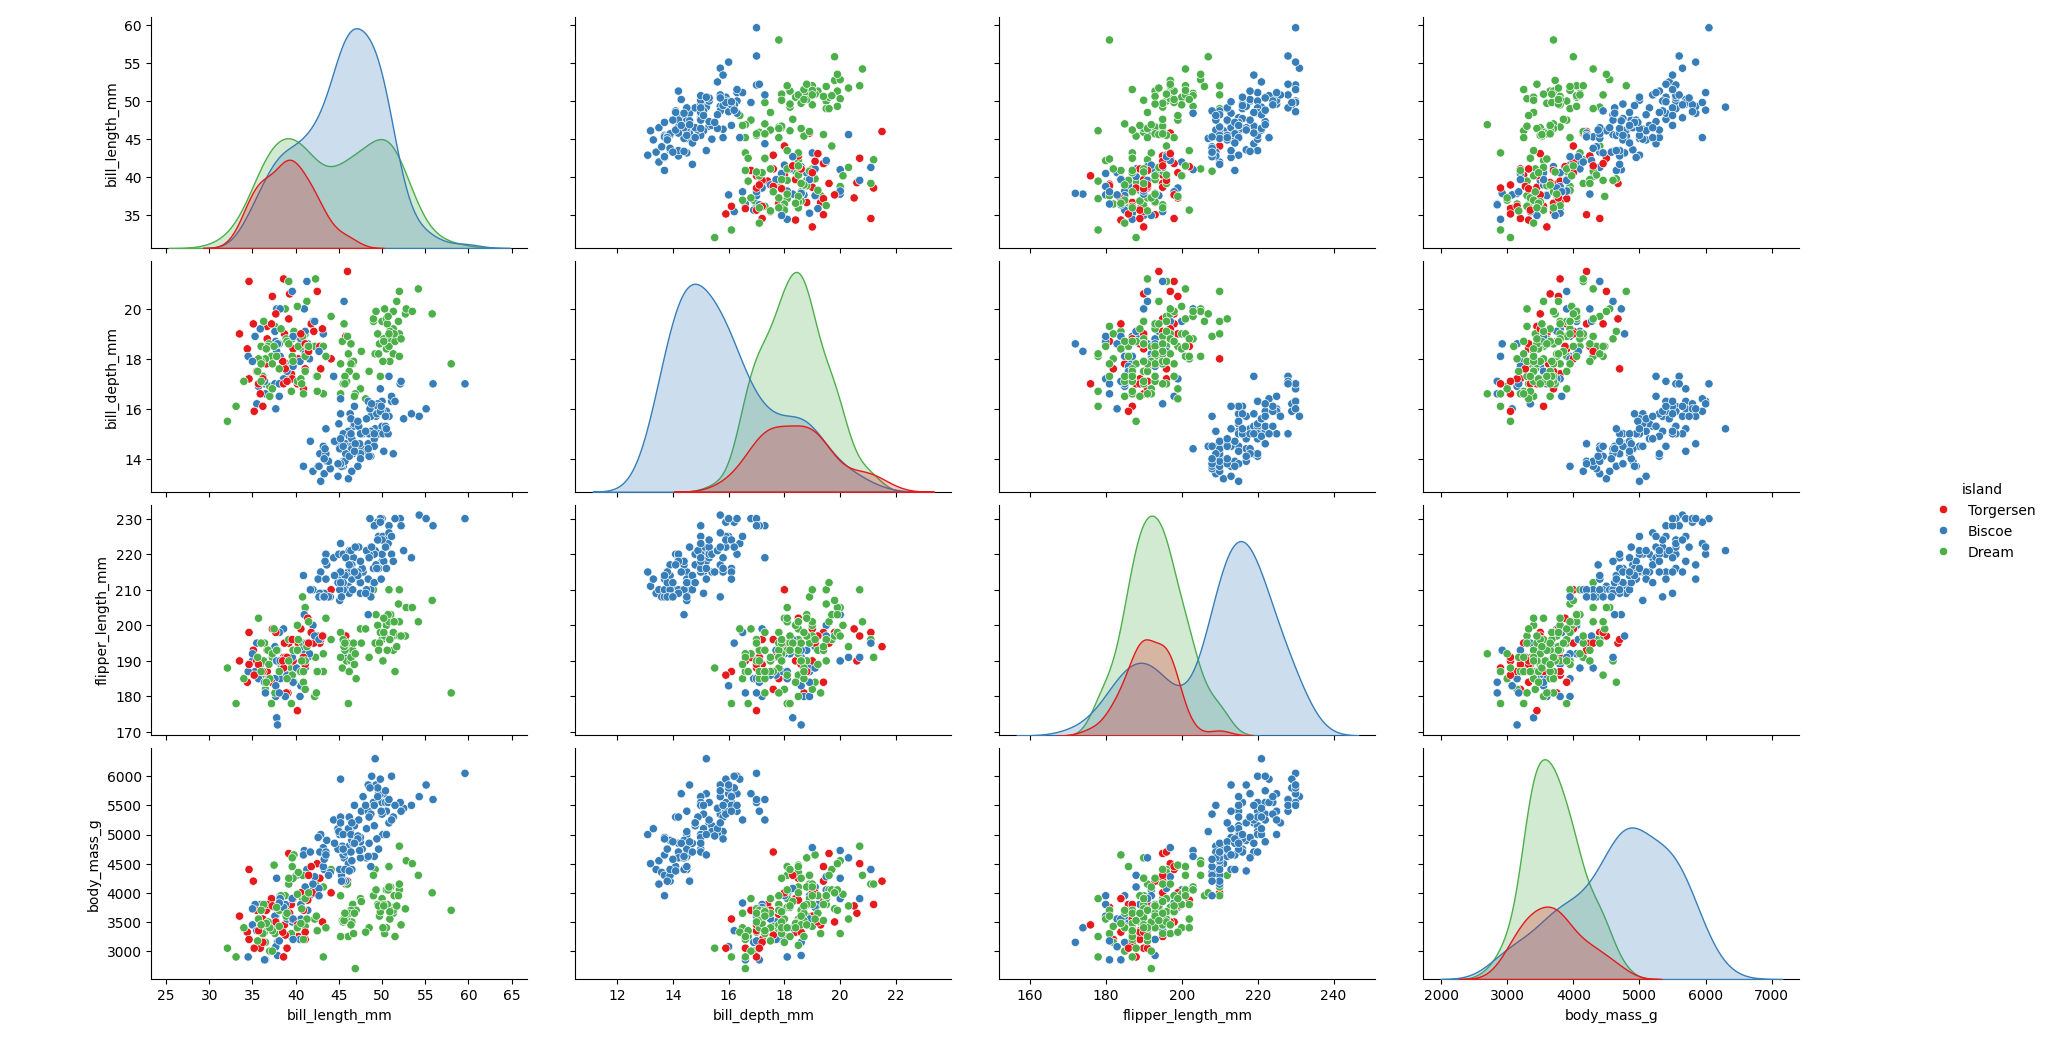 60
55
50
45
40
35
bill_length_mm
20
18
16
14
bill_depth_mm
230
220
210
200
190
180
170
flipper_length_mm
6000
5500
5000
4500
4000
3500
3000
body_mass_g
25 30 35 40 45 50 55 60 65
bill_length_mm
12 14 16 18 20 22
bill_depth_mm
160 180 200 220 240
flipper_length_mm
2000 3000 4000 5000 6000 7000
body_mass_g
island
Torgersen
Biscoe
Dream